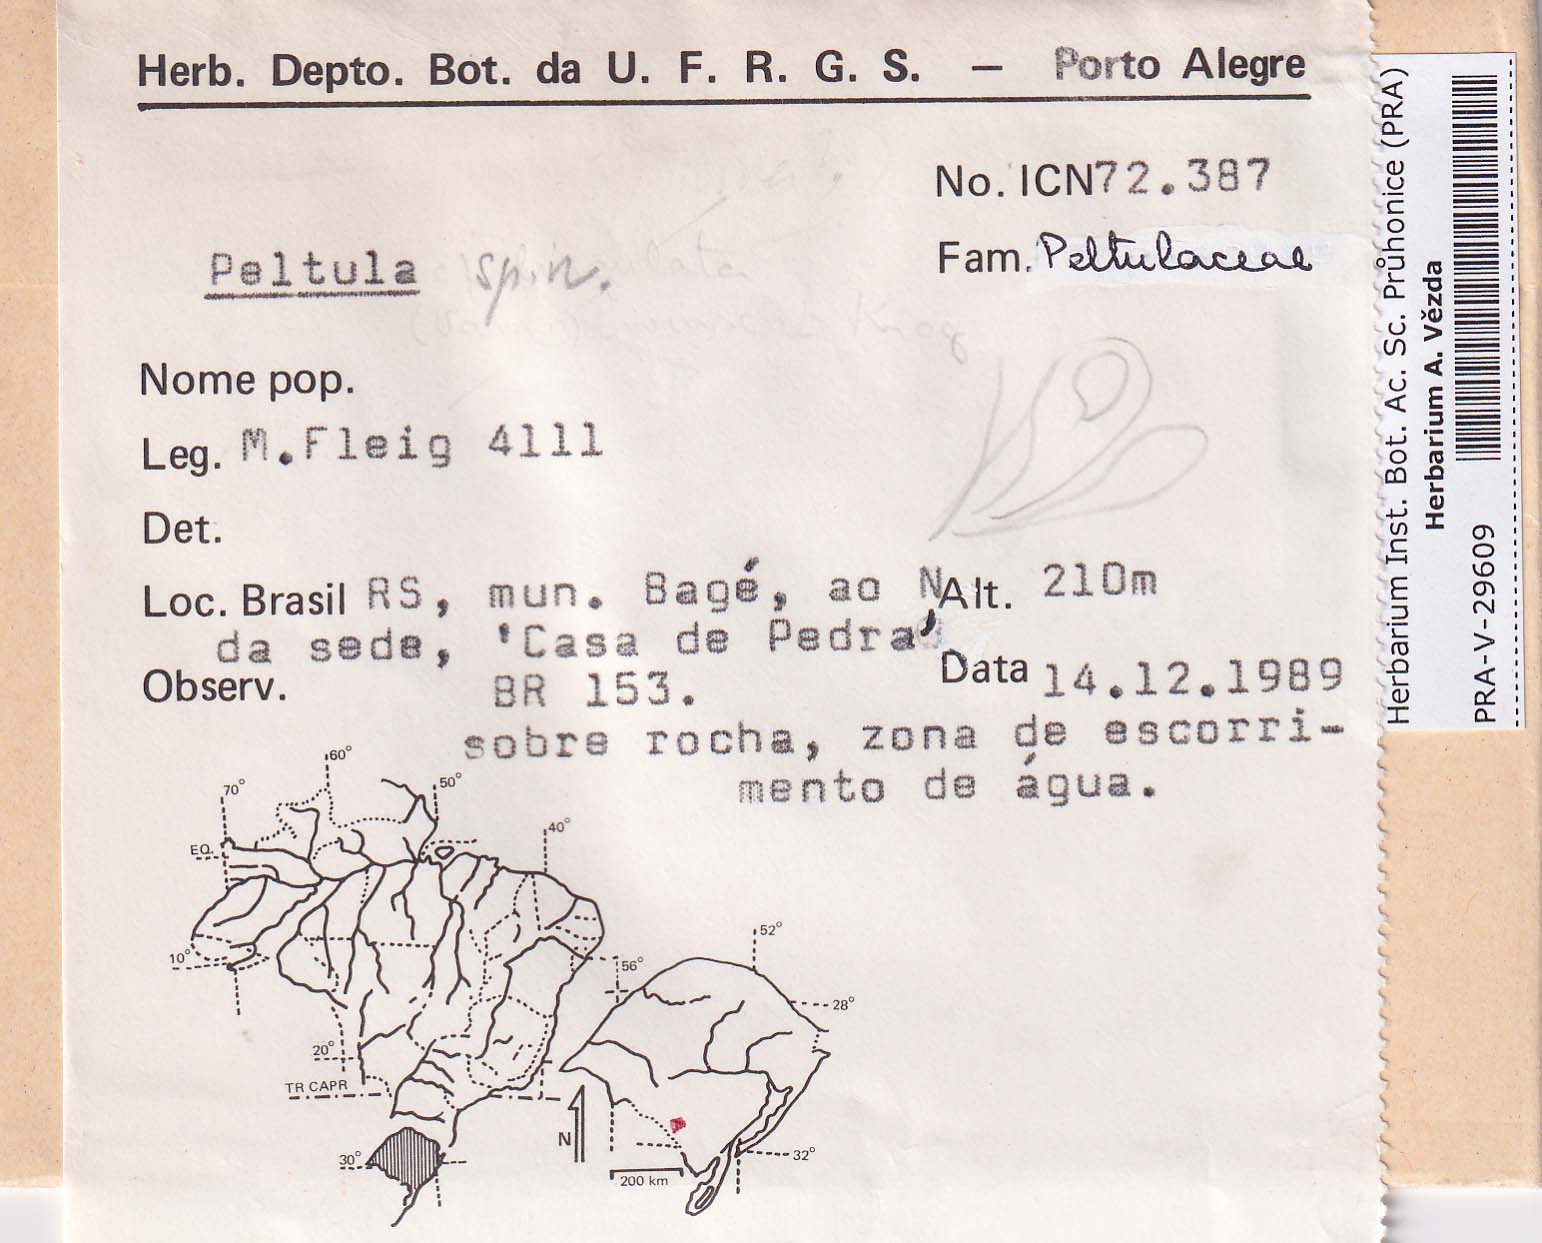 Herb. Depto. Bot. da U. F. R. G. S. — Porto Alegre
No. ICN72.387
Fam. Peltulaceae
Peltula sp.n.
Nome pop.
Leg. M.Fleig 4111
Det.
Loc. Brasil RS, mun. Bagé, ao N Alt. 210m
da sede, 'Casa de Pedra'
Observ. BR 153. Data 14.12.1989
sobre rocha, zona de escorri-
mento de água.
60°
70°
50°
40°
EQ.
10°
20°
TR CAPR
30°
N
52°
56°
28°
32°
200 km
Herbarium Inst. Bot. Ac. Sc. Průhonice (PRA)
Herbarium A. Vězda
PRA-V-29609